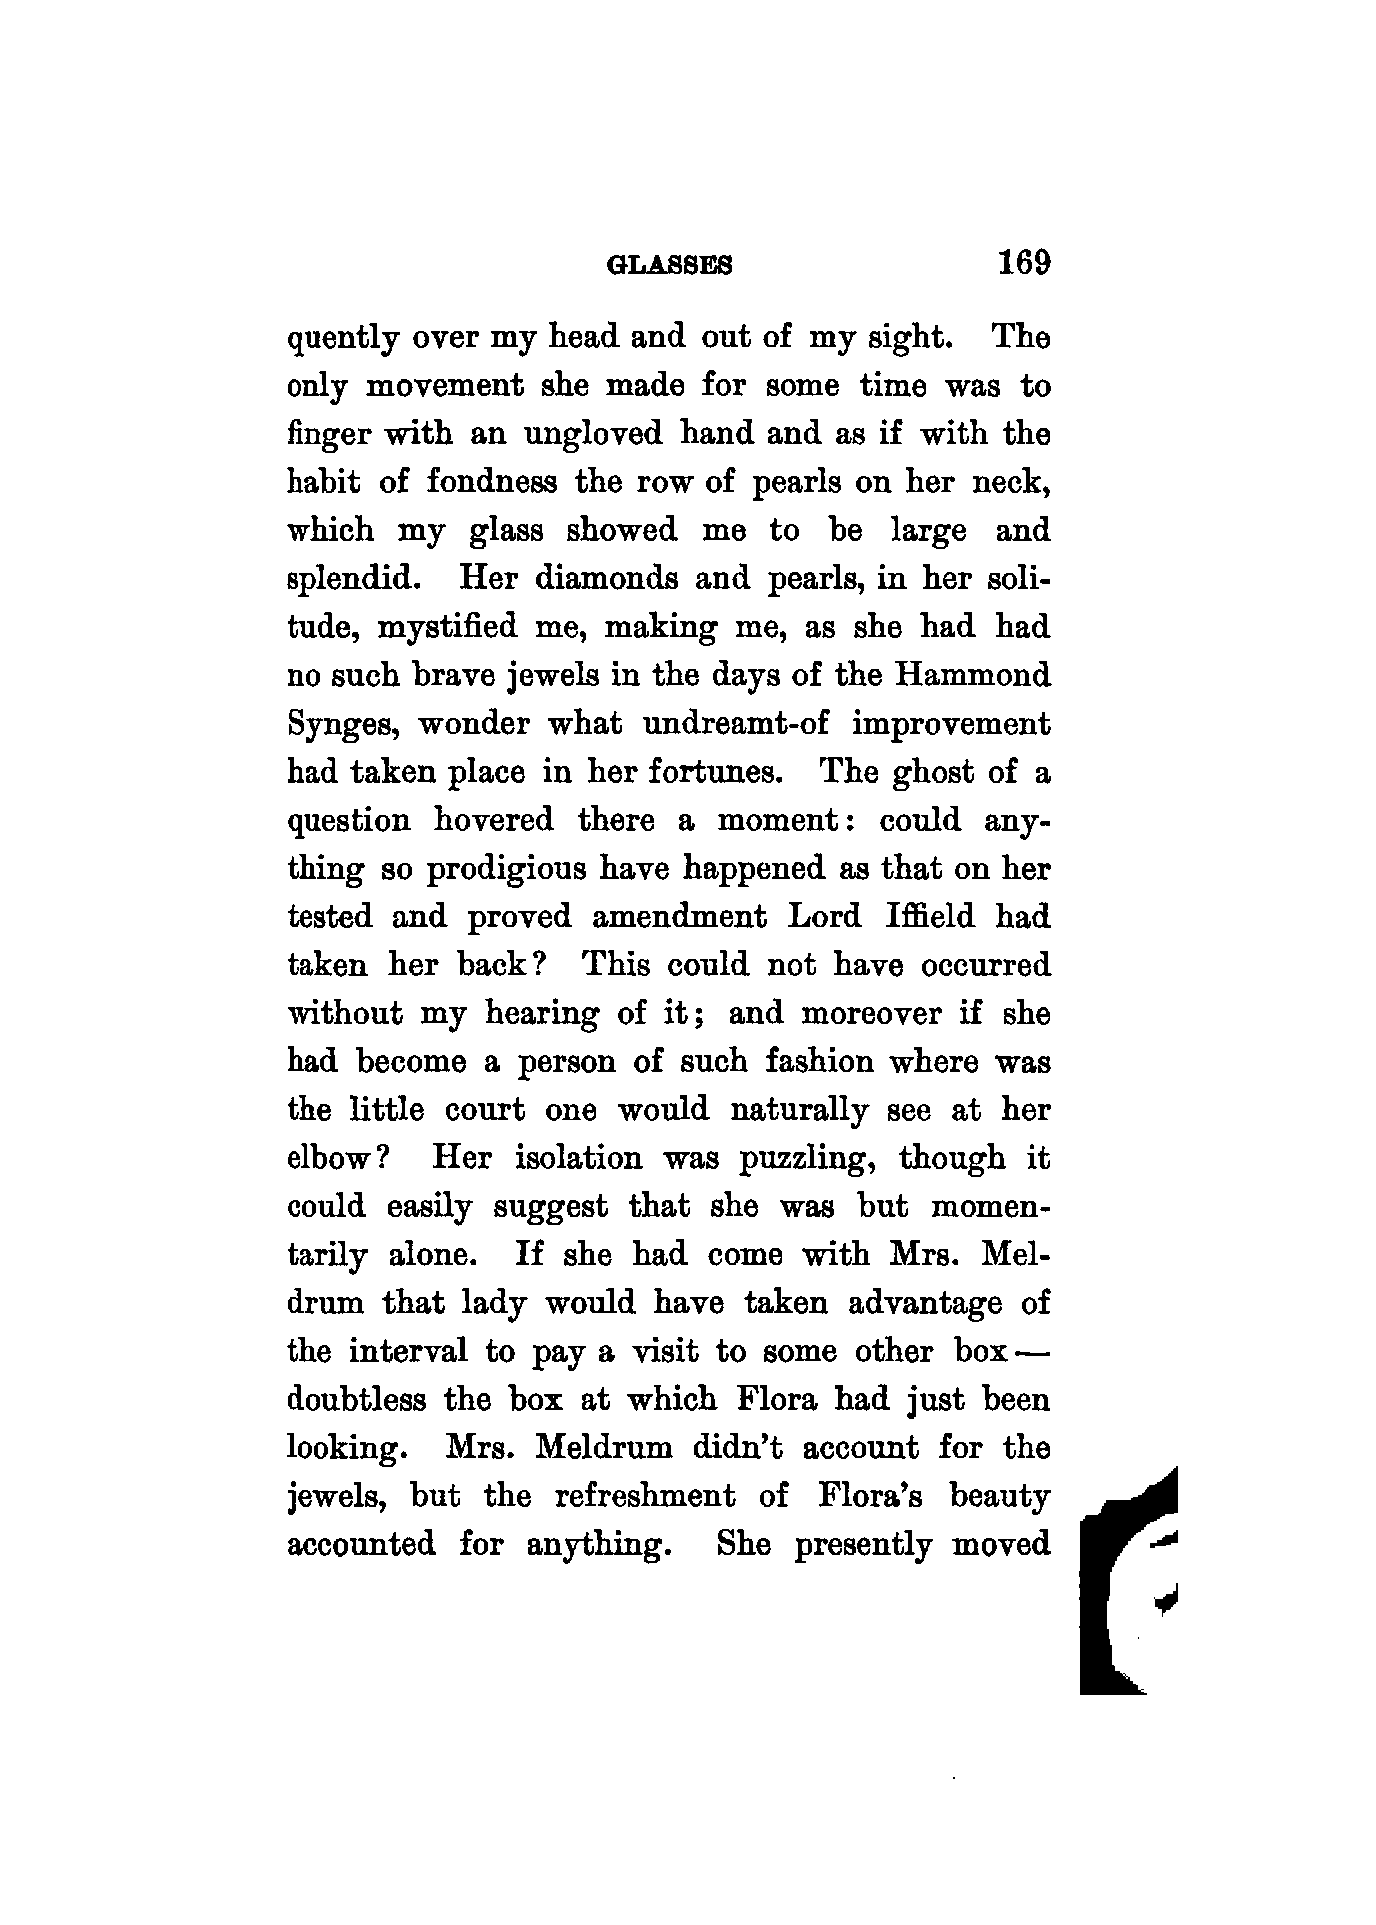 GLASSES 169
quently over my head and out of my sight. The
only movement she made for some time was to
finger with an ungloved hand and as if with the
habit of fondness the row of pearls on her neck,
which my glass showed me to be large and
splendid. Her diamonds and pearls, in her soli-
tude, mystified me, making me, as she had had
no such brave jewels in the days of the Hammond
Synges, wonder what undreamt-of improvement
had taken place in her fortunes. The ghost of a
question hovered there a moment: could any-
thing so prodigious have happened as that on her
tested and proved amendment Lord Iffield had
taken her back? This could not have occurred
without my hearing of it; and moreover if she
had become a person of such fashion where was
the little court one would naturally see at her
elbow? Her isolation was puzzling, though it
could easily suggest that she was but momen-
tarily alone. If she had come with Mrs. Mel-
drum that lady would have taken advantage of
the interval to pay a visit to some other box—
doubtless the box at which Flora had just been
looking. Mrs. Meldrum didn't account for the
jewels, but the refreshment of Flora's beauty
accounted for anything. She presently moved